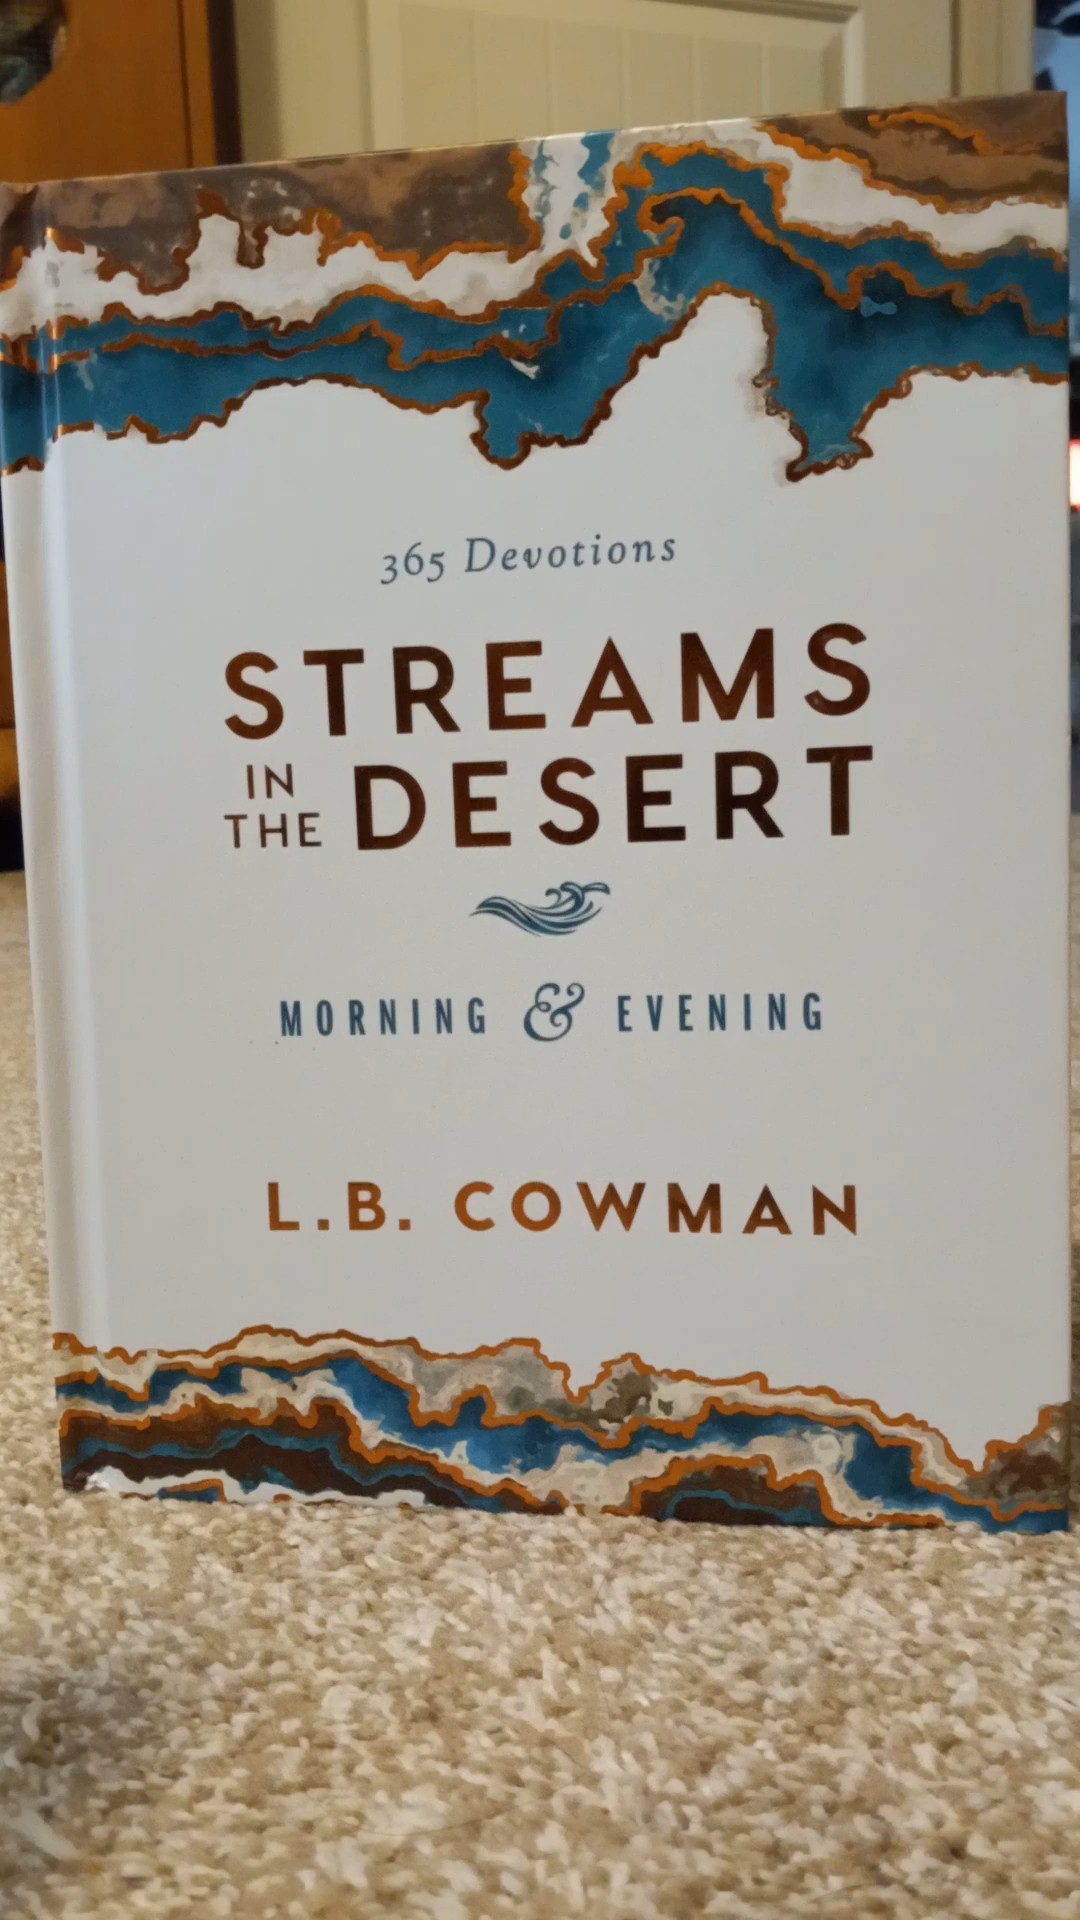 365 Devotions
STREAMS
IN
THE DESERT
MORNING & EVENING
L.B. COWMAN